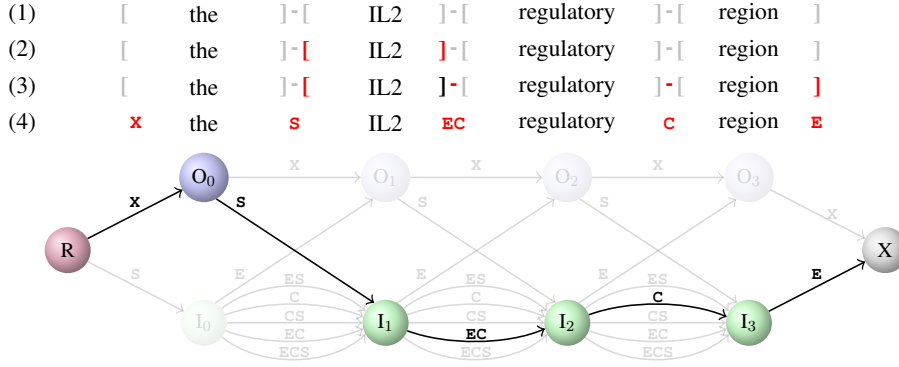 (1) [ the ]-[ IL2 ]-[ regulatory ]-[ region ]
(2) [ the ]-[ IL2 ]-[ regulatory ]-[ region ]
(3) [ the ]-[ IL2 ]-[ regulatory ]-[ region ]
(4) X the S IL2 EC regulatory C region E
O0 X O1 X O2 X O3
X S S S X
R X
S E E E E
I0 ES C CS EC ECS I1 ES C CS EC ECS I2 ES C CS EC ECS I3